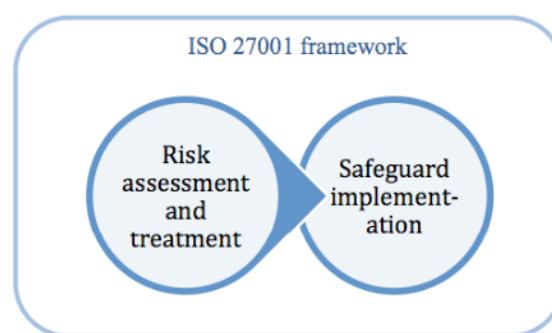 ISO 27001 framework
Risk
assessment
and
treatment
Safeguard
implement-
ation